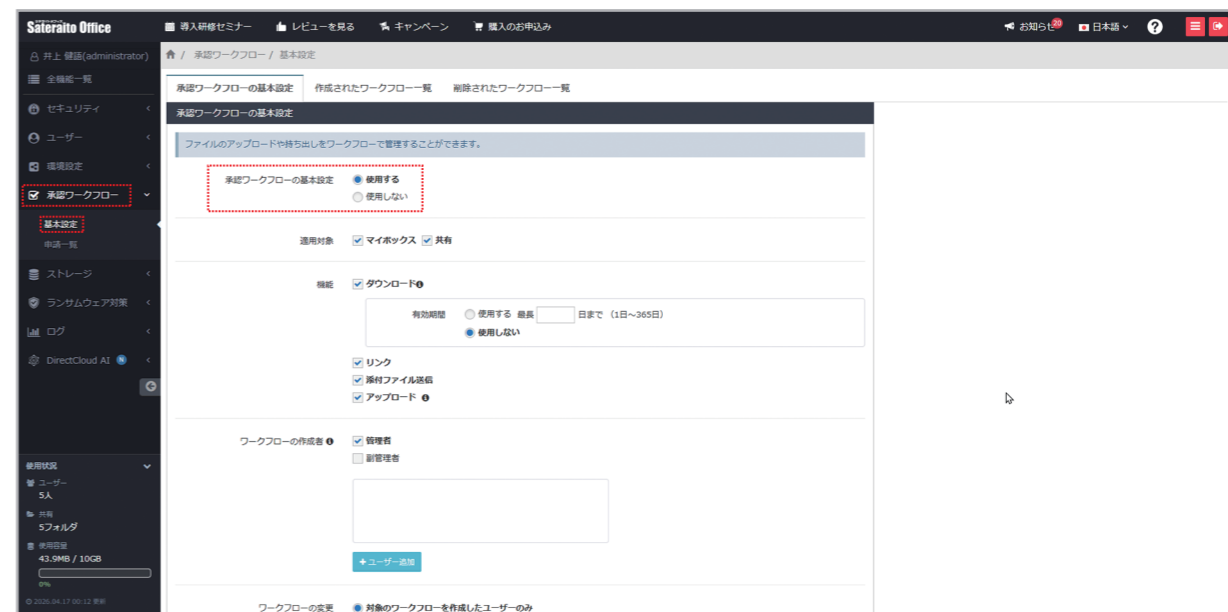 Sateraito Office
導入研修セミナー レビューを見る キャンペーン 購入のお申込み
お知らせ 20 日本語
井上 健語(administrator)
全機能一覧
セキュリティ
ユーザー
環境設定
承認ワークフロー
基本設定
申請一覧
ストレージ
ランサムウェア対策
ログ
DirectCloud AI N
使用状況
ユーザー
5人
共有
5フォルダ
使用容量
43.9MB / 10GB
0%
2026.04.17 00:12 更新
/ 承認ワークフロー / 基本設定
承認ワークフローの基本設定 作成されたワークフロー一覧 削除されたワークフロー一覧
承認ワークフローの基本設定
ファイルのアップロードや持ち出しをワークフローで管理することができます。
承認ワークフローの基本設定 使用する
使用しない
適用対象 マイボックス 共有
機能 ダウンロード
有効期間 使用する 最長 日まで (1日～365日)
使用しない
リンク
添付ファイル送信
アップロード
ワークフローの作成者 管理者
副管理者
+ユーザー追加
ワークフローの変更 対象のワークフローを作成したユーザーのみ